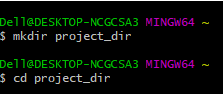 Dell@DESKTOP-NCGCSA3 MINGW64 ~
$ mkdir project_dir
Dell@DESKTOP-NCGCSA3 MINGW64 ~
$ cd project_dir